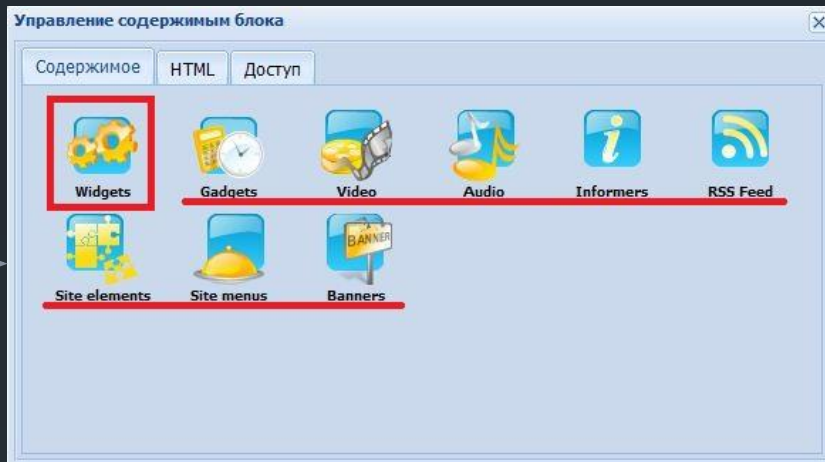 Управление содержимым блока
Содержимое HTML Доступ
Widgets Gadgets Video Audio Informers RSS Feed
BANNER
Site elements Site menus Banners